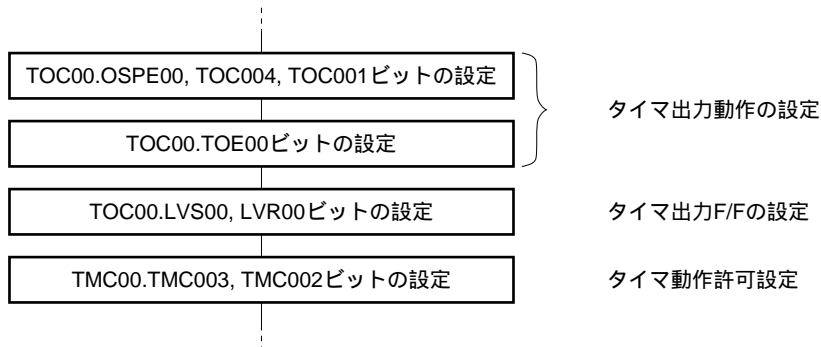 TOC00.OSPE00, TOC004, TOC001ビットの設定
タイマ出力動作の設定
TOC00.TOE00ビットの設定
TOC00.LVS00, LVR00ビットの設定
タイマ出力F/Fの設定
TMC00.TMC003, TMC002ビットの設定
タイマ動作許可設定